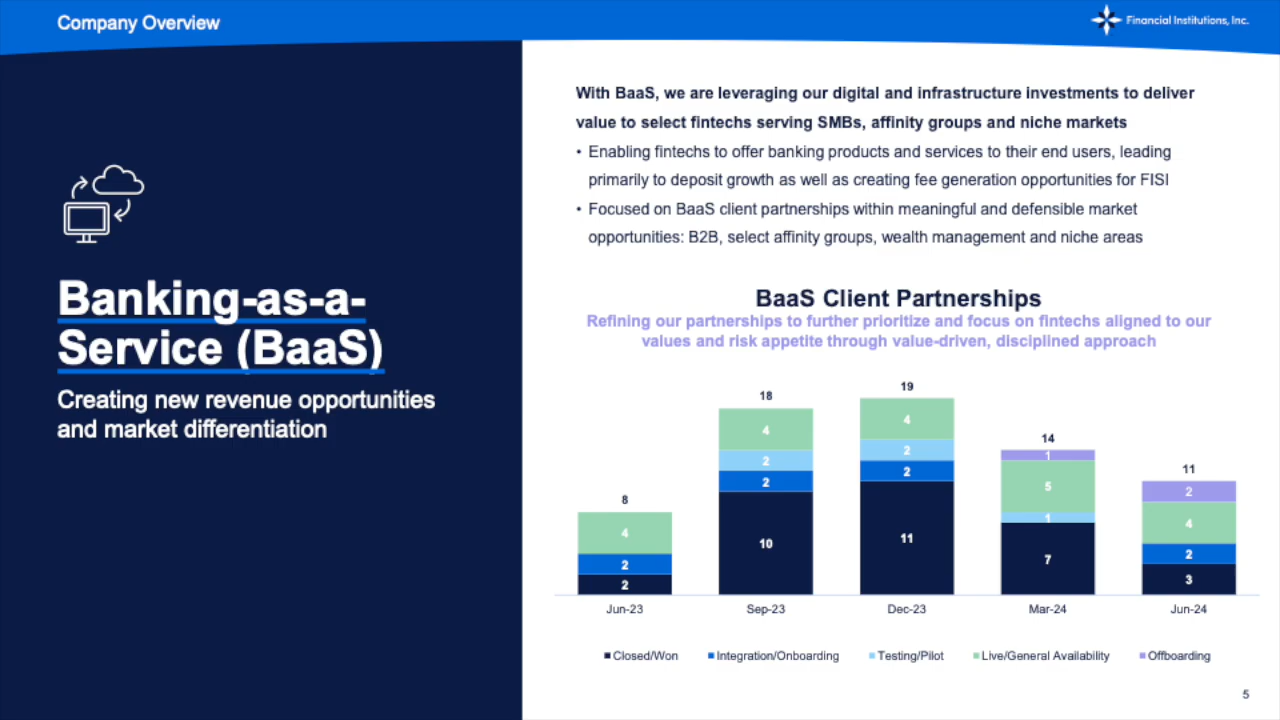 Company Overview
Financial Institutions, Inc.
Banking-as-a-
Service (BaaS)
Creating new revenue opportunities
and market differentiation
With BaaS, we are leveraging our digital and infrastructure investments to deliver
value to select fintechs serving SMBs, affinity groups and niche markets
• Enabling fintechs to offer banking products and services to their end users, leading
primarily to deposit growth as well as creating fee generation opportunities for FISI
• Focused on BaaS client partnerships within meaningful and defensible market
opportunities: B2B, select affinity groups, wealth management and niche areas
BaaS Client Partnerships
Refining our partnerships to further prioritize and focus on fintechs aligned to our
values and risk appetite through value-driven, disciplined approach
8
4
2
2
18
4
2
2
10
19
4
2
2
11
14
1
5
1
7
11
2
4
2
3
Jun-23 Sep-23 Dec-23 Mar-24 Jun-24
Closed/Won Integration/Onboarding Testing/Pilot Live/General Availability Offboarding
5